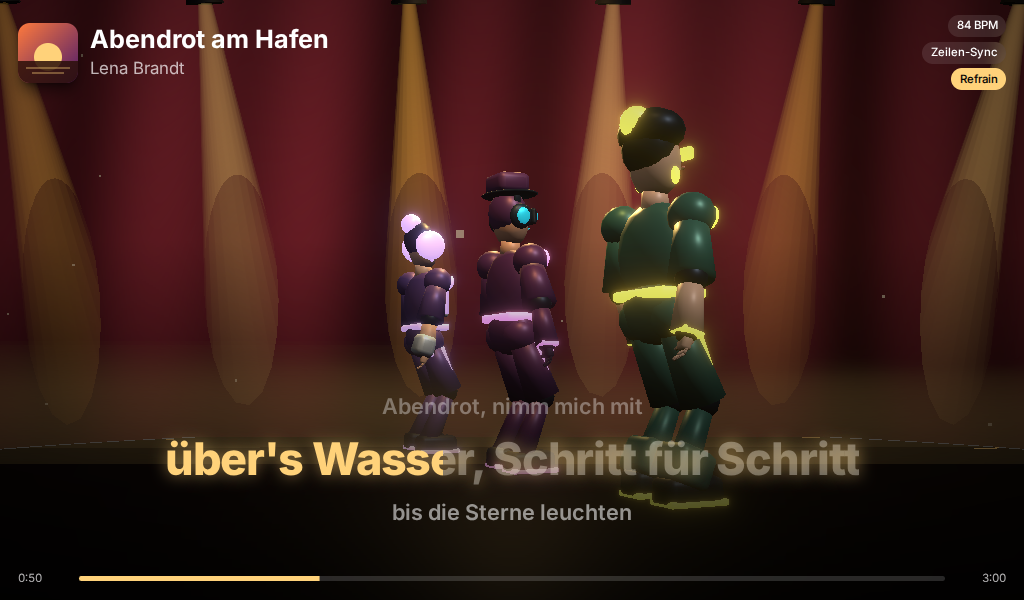 Abendrot am Hafen
Lena Brandt
84 BPM
Zeilen-Sync
Refrain
Abendrot, nimm mich mit
über's Wasser, Schritt für Schritt
bis die Sterne leuchten
0:50
3:00